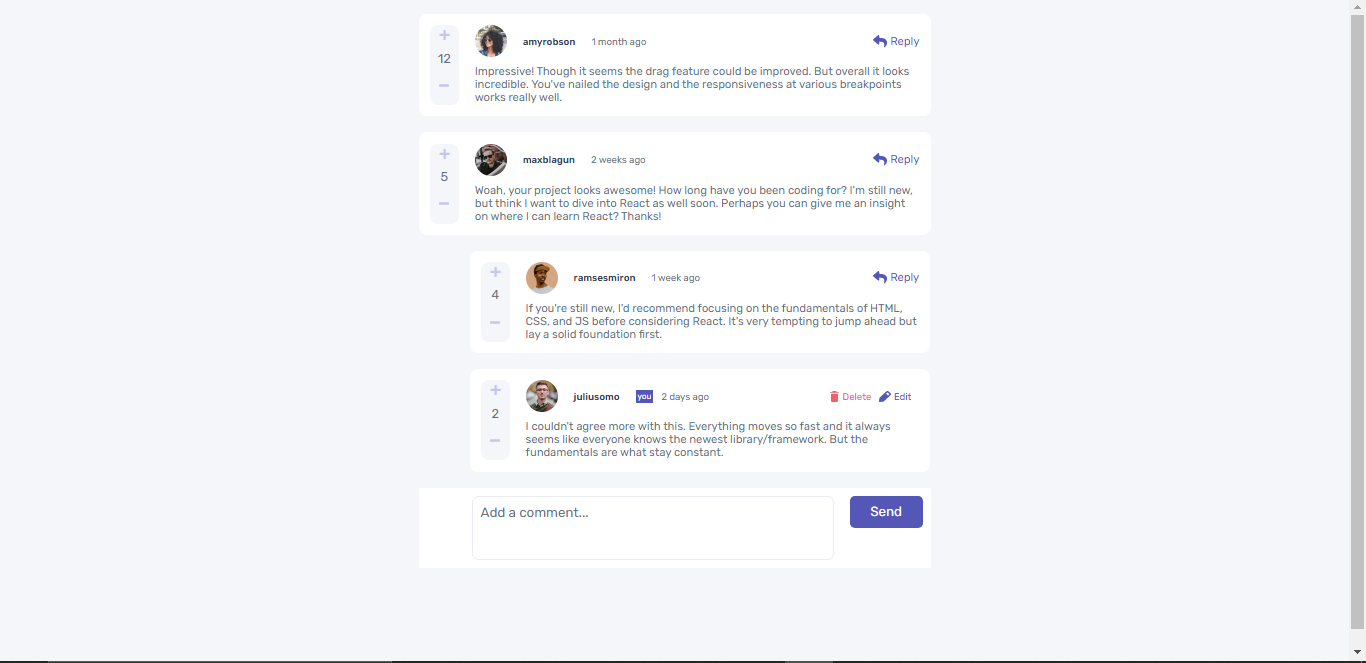 12
amyrobson 1 month ago Reply
Impressive! Though it seems the drag feature could be improved. But overall it looks
incredible. You've nailed the design and the responsiveness at various breakpoints
works really well.
5
maxblagun 2 weeks ago Reply
Woah, your project looks awesome! How long have you been coding for? I'm still new,
but think I want to dive into React as well soon. Perhaps you can give me an insight
on where I can learn React? Thanks!
4
ramsesmiron 1 week ago Reply
If you're still new, I'd recommend focusing on the fundamentals of HTML,
CSS, and JS before considering React. It's very tempting to jump ahead but
lay a solid foundation first.
2
juliusomo you 2 days ago Delete Edit
I couldn't agree more with this. Everything moves so fast and it always
seems like everyone knows the newest library/framework. But the
fundamentals are what stay constant.
Add a comment... Send